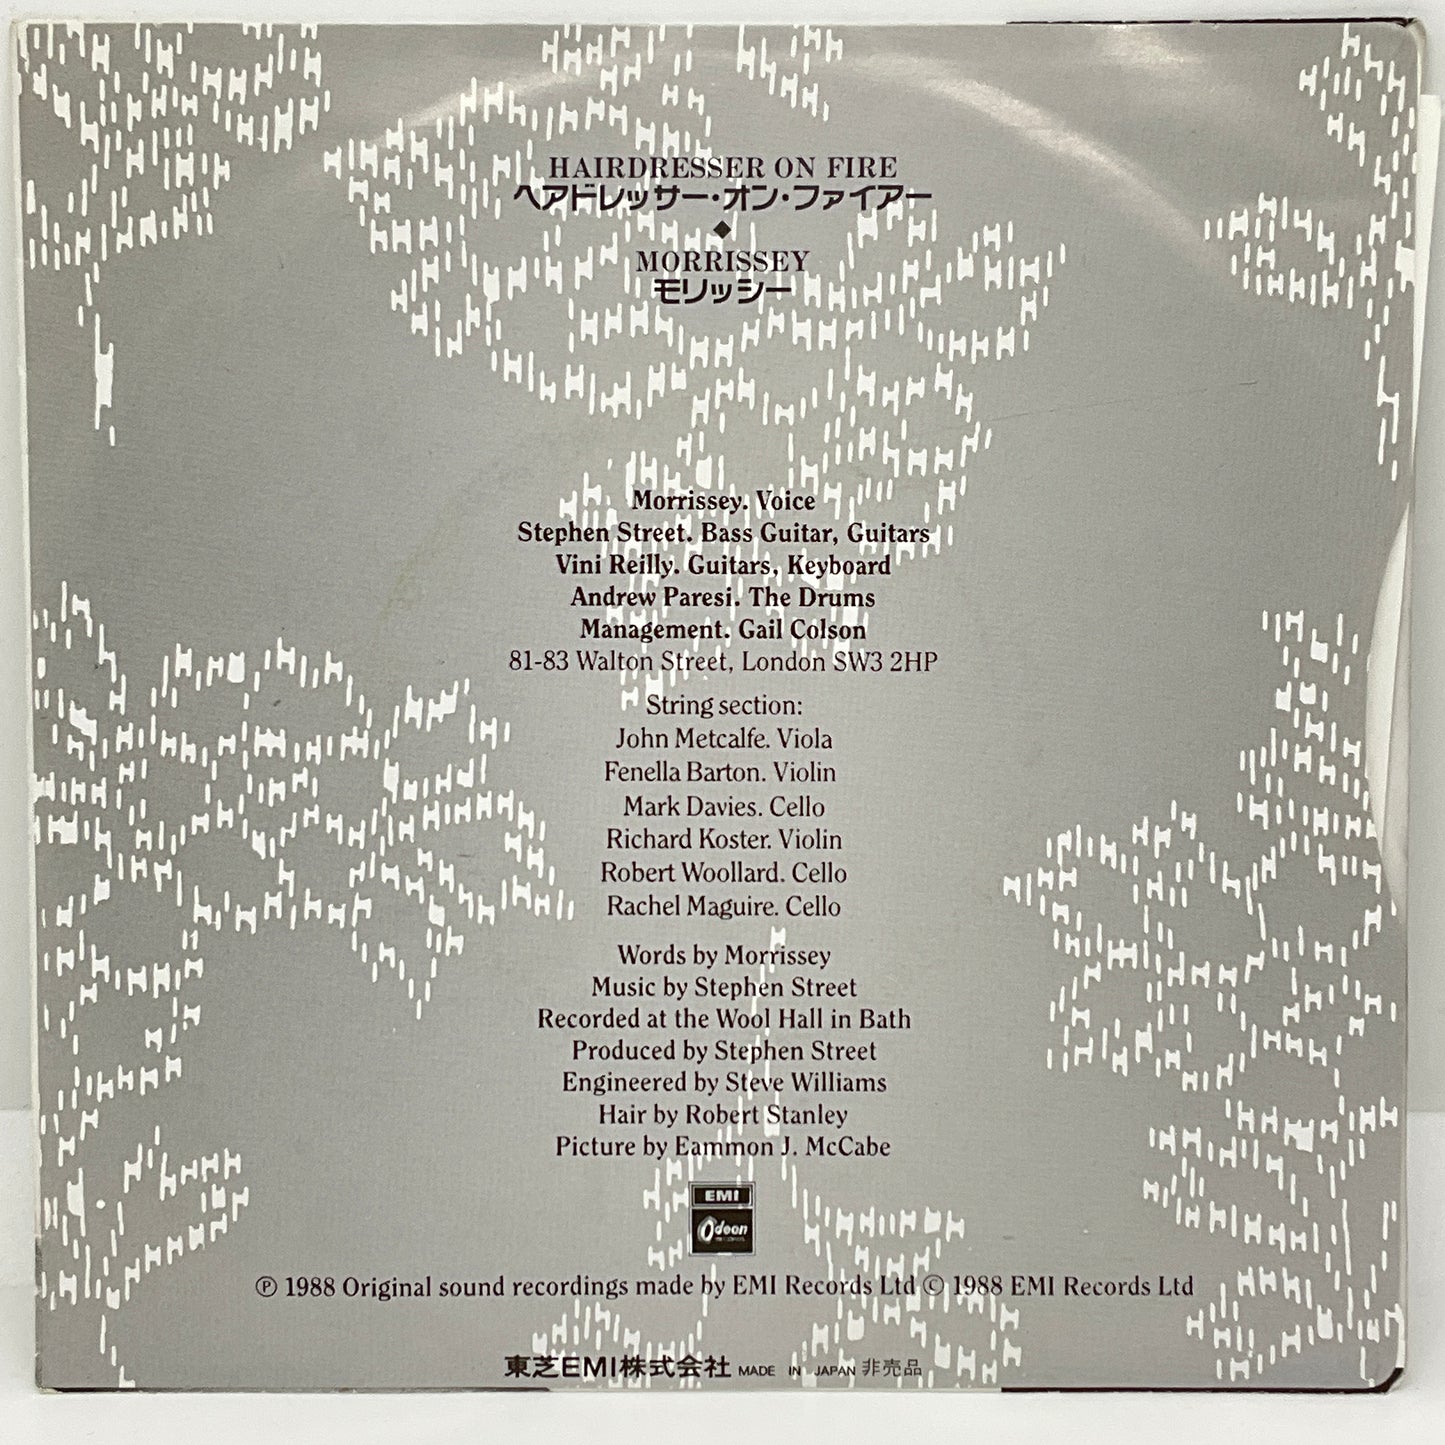 HAIRDRESSER ON FIRE
ヘアドレッサー・オン・ファイアー
MORRISSEY
モリッシー
Morrissey. Voice
Stephen Street. Bass Guitar, Guitars
Vini Reilly. Guitars, Keyboard
Andrew Paresi. The Drums
Management. Gail Colson
81-83 Walton Street, London SW3 2HP
String section:
John Metcalfe. Viola
Fenella Barton. Violin
Mark Davies. Cello
Richard Koster. Violin
Robert Woollard. Cello
Rachel Maguire. Cello
Words by Morrissey
Music by Stephen Street
Recorded at the Wool Hall in Bath
Produced by Stephen Street
Engineered by Steve Williams
Hair by Robert Stanley
Picture by Eammon J. McCabe
EMI
Odeon
℗ 1988 Original sound recordings made by EMI Records Ltd © 1988 EMI Records Ltd
東芝EMI株式会社 MADE IN JAPAN 非売品